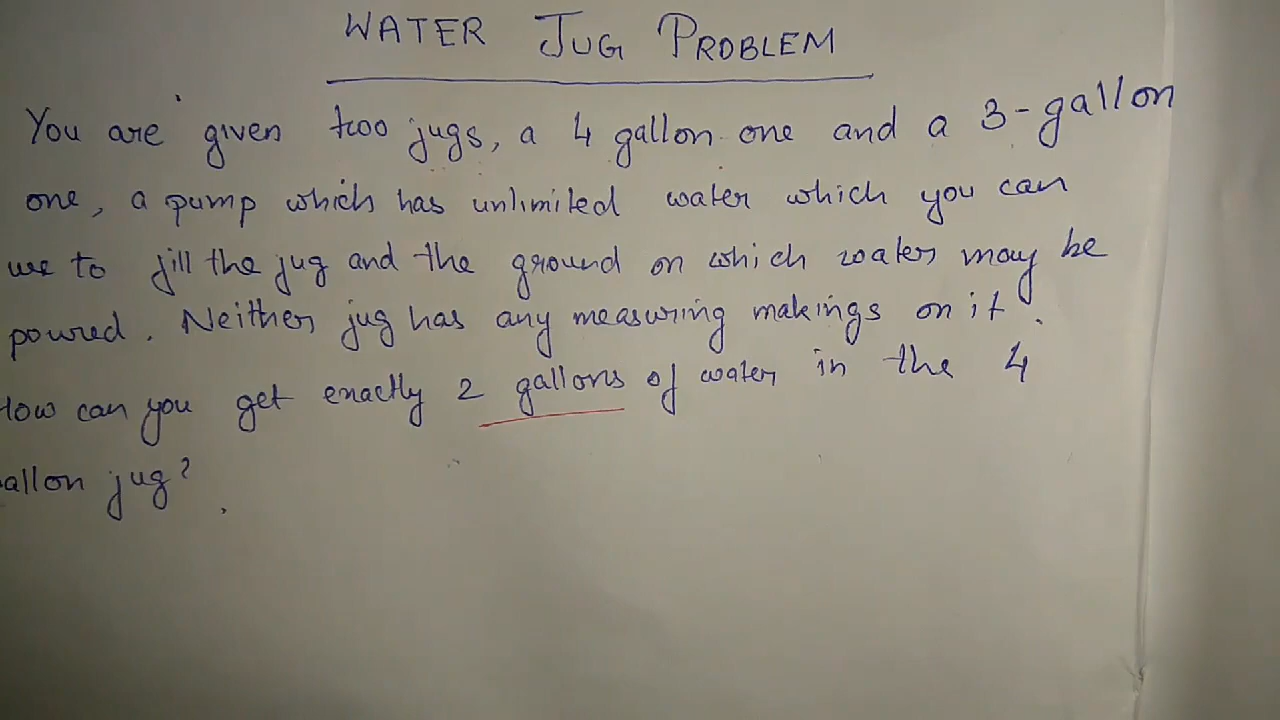 WATER JUG PROBLEM
You are given two jugs, a 4 gallon one and a 3-gallon
one, a pump which has unlimited water which you can
use to fill the jug and the ground on which water may be
poured. Neither jug has any measuring makings on it.
How can you get exactly 2 gallons of water in the 4
allon jug?